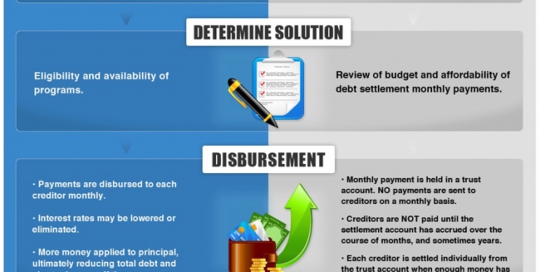 DETERMINE SOLUTION
Eligibility and availability of
programs.
Review of budget and affordability of
debt settlement monthly payments.
DISBURSEMENT
• Payments are disbursed to each
creditor monthly.
• Interest rates may be lowered or
eliminated.
• More money applied to principal,
ultimately reducing total debt and
• Monthly payment is held in a trust
account. NO payments are sent to
creditors on a monthly basis.
• Creditors are NOT paid until the
settlement account has accrued over the
course of months, and sometimes years.
• Each creditor is settled individually from
the trust account when enough money has